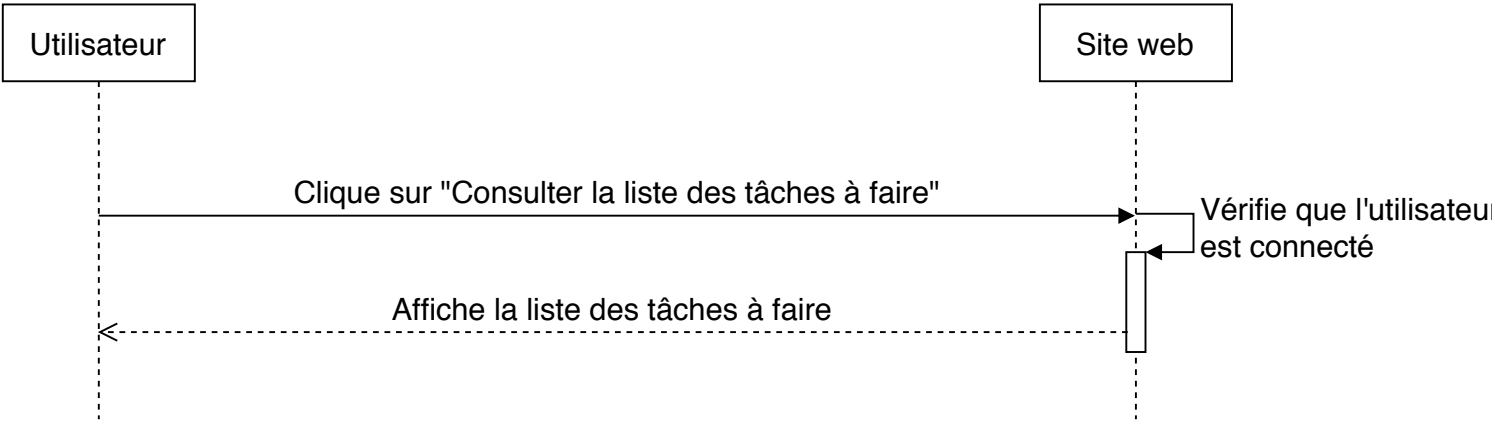 Utilisateur
Site web
Clique sur "Consulter la liste des tâches à faire"
Vérifie que l'utilisateur
est connecté
Affiche la liste des tâches à faire